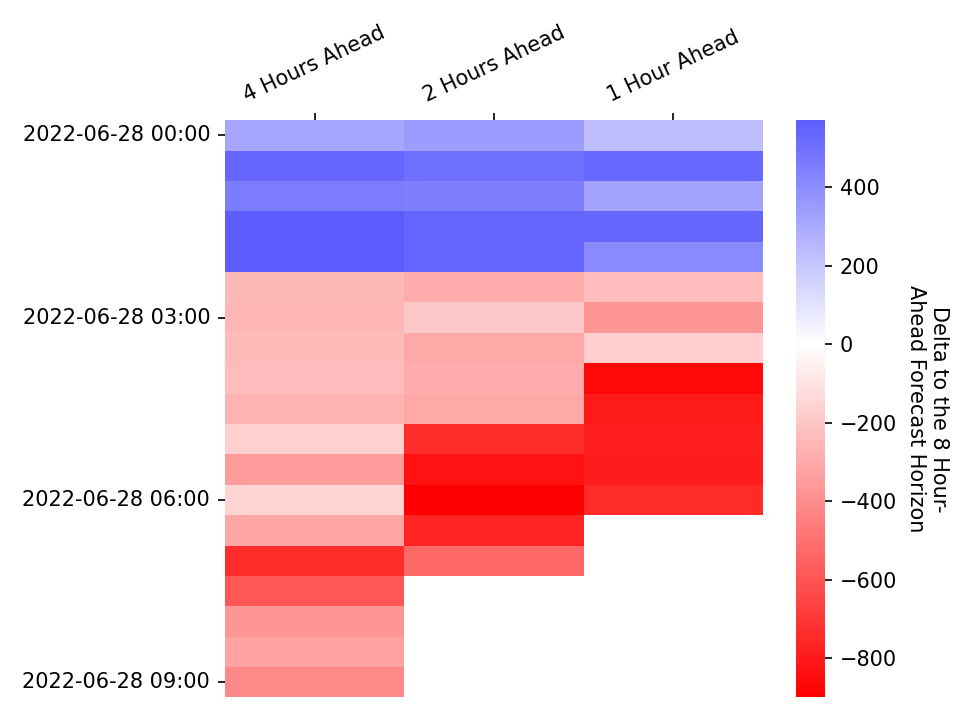 4 Hours Ahead
2 Hours Ahead
1 Hour Ahead
2022-06-28 00:00
2022-06-28 03:00
2022-06-28 06:00
2022-06-28 09:00
400
200
0
−200
−400
−600
−800
Delta to the 8 Hour-
Ahead Forecast Horizon